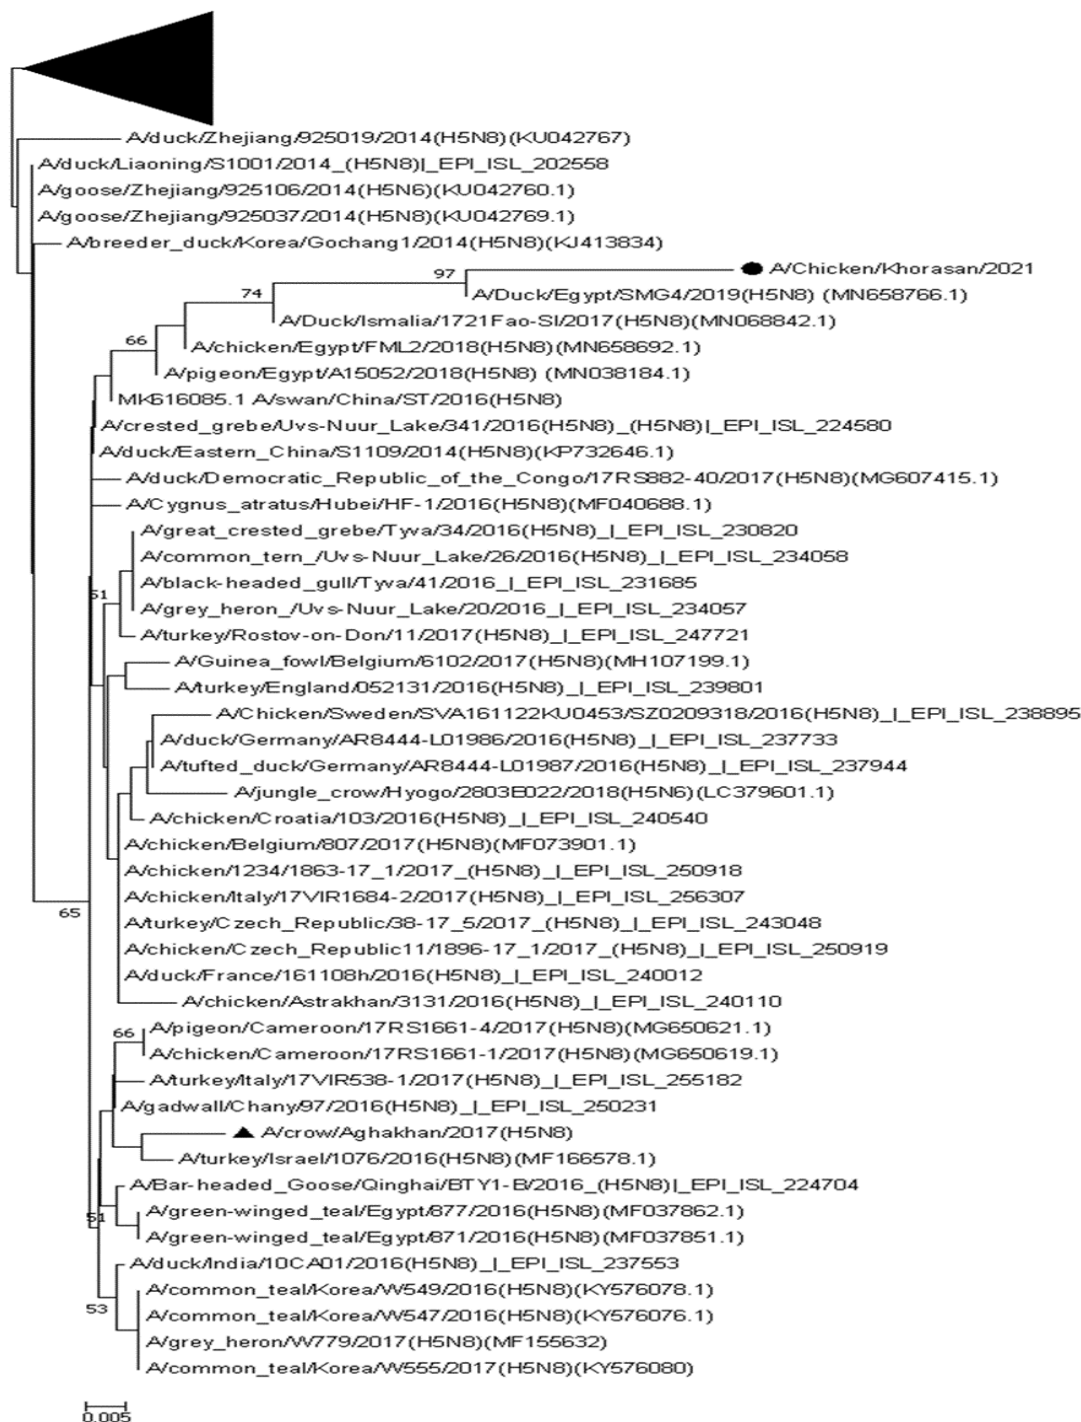 A/duck/Zhejiang/925019/2014(H5N8)(KU042767)
A/duck/Liaoning/S1001/2014_(H5N8)|_EPI_ISL_202558
A/goose/Zhejiang/925106/2014(H5N6)(KU042760.1)
A/goose/Zhejiang/925037/2014(H5N8)(KU042769.1)
A/breeder_duck/Korea/Gochang1/2014(H5N8)(KJ413834)
97 A/Chicken/Khorasan/2021
74 A/Duck/Egypt/SMG4/2019(H5N8) (MN658766.1)
A/Duck/Ismalia/1721Fao-SI/2017(H5N8)(MN068842.1)
66 A/chicken/Egypt/FML2/2018(H5N8)(MN658692.1)
A/pigeon/Egypt/A15052/2018(H5N8) (MN038184.1)
MK616085.1 A/swan/China/ST/2016(H5N8)
A/crested_grebe/Uvs-Nuur_Lake/341/2016(H5N8)_(H5N8)|_EPI_ISL_224580
A/duck/Eastern_China/S1109/2014(H5N8)(KP732646.1)
A/duck/Democratic_Republic_of_the_Congo/17RS882-40/2017(H5N8)(MG607415.1)
A/Cygnus_atratus/Hubei/HF-1/2016(H5N8)(MF040688.1)
A/great_crested_grebe/Tyva/34/2016(H5N8)_|_EPI_ISL_230820
A/common_tern_/Uvs-Nuur_Lake/26/2016(H5N8)_|_EPI_ISL_234058
A/black-headed_gull/Tyva/41/2016_|_EPI_ISL_231685
51 A/grey_heron_/Uvs-Nuur_Lake/20/2016_|_EPI_ISL_234057
A/turkey/Rostov-on-Don/11/2017(H5N8)_|_EPI_ISL_247721
A/Guinea_fowl/Belgium/6102/2017(H5N8)(MH107199.1)
A/turkey/England/052131/2016(H5N8)_|_EPI_ISL_239801
A/Chicken/Sweden/SVA161122KU0453/SZ0209318/2016(H5N8)_|_EPI_ISL_238895
A/duck/Germany/AR8444-L01986/2016(H5N8)_|_EPI_ISL_237733
A/tufted_duck/Germany/AR8444-L01987/2016(H5N8)_|_EPI_ISL_237944
A/jungle_crow/Hyogo/2803E022/2018(H5N6)(LC379601.1)
A/chicken/Croatia/103/2016(H5N8)_|_EPI_ISL_240540
A/chicken/Belgium/807/2017(H5N8)(MF073901.1)
A/chicken/1234/1863-17_1/2017_(H5N8)_|_EPI_ISL_250918
A/chicken/Italy/17VIR1684-2/2017(H5N8)_|_EPI_ISL_256307
65 A/turkey/Czech_Republic/38-17_5/2017_(H5N8)_|_EPI_ISL_243048
A/chicken/Czech_Republic11/1896-17_1/2017_(H5N8)_|_EPI_ISL_250919
A/duck/France/161108h/2016(H5N8)_|_EPI_ISL_240012
A/chicken/Astrakhan/3131/2016(H5N8)_|_EPI_ISL_240110
66 A/pigeon/Cameroon/17RS1661-4/2017(H5N8)(MG650621.1)
A/chicken/Cameroon/17RS1661-1/2017(H5N8)(MG650619.1)
A/turkey/Italy/17VIR538-1/2017(H5N8)_|_EPI_ISL_255182
A/gadwall/Chany/97/2016(H5N8)_|_EPI_ISL_250231
A/crow/Aghakhan/2017(H5N8)
A/turkey/Israel/1076/2016(H5N8)(MF166578.1)
A/Bar-headed_Goose/Qinghai/BTY1-B/2016_(H5N8)|_EPI_ISL_224704
51 A/green-winged_teal/Egypt/877/2016(H5N8)(MF037862.1)
A/green-winged_teal/Egypt/871/2016(H5N8)(MF037851.1)
A/duck/India/10CA01/2016(H5N8)_|_EPI_ISL_237553
A/common_teal/Korea/W549/2016(H5N8)(KY576078.1)
53 A/common_teal/Korea/W547/2016(H5N8)(KY576076.1)
A/grey_heron/W779/2017(H5N8)(MF155632)
A/common_teal/Korea/W555/2017(H5N8)(KY576080)
0.005